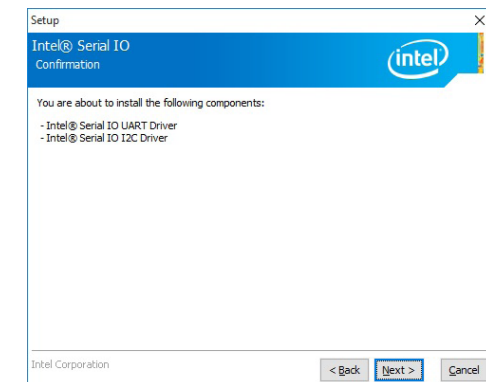 Setup
Intel® Serial IO
Confirmation
intel
You are about to install the following components:
- Intel® Serial IO UART Driver
- Intel® Serial IO I2C Driver
Intel Corporation
< Back Next > Cancel